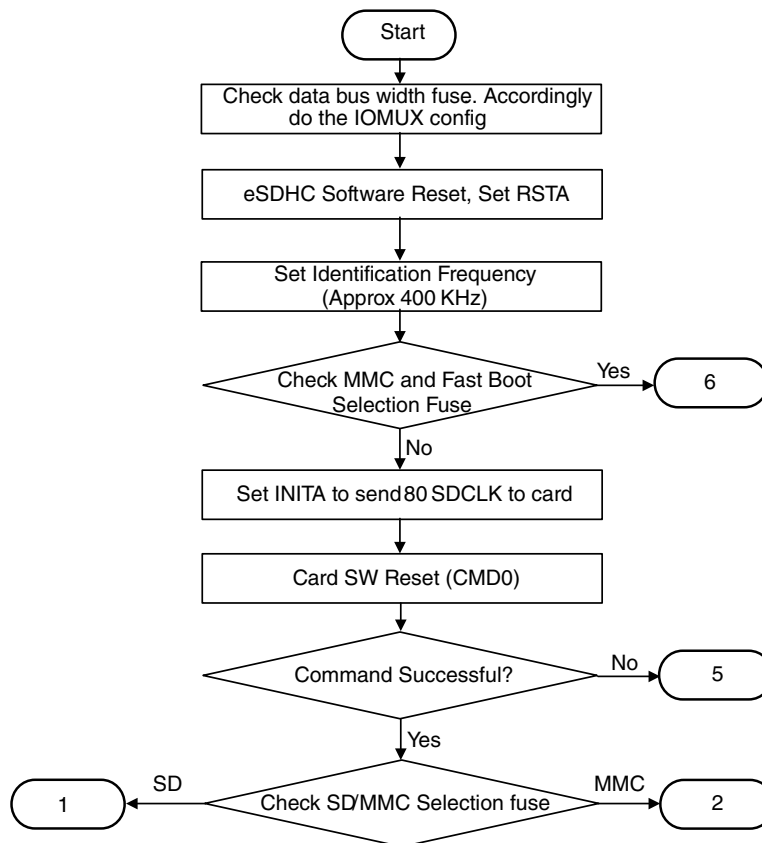 Start
Check data bus width fuse. Accordingly
do the IOMUX config
eSDHC Software Reset, Set RSTA
Set Identification Frequency
(Approx 400 KHz)
Check MMC and Fast Boot
Selection Fuse
Yes
6
No
Set INITA to send 80 SDCLK to card
Card SW Reset (CMD0)
Command Successful?
No
5
Yes
SD
1
Check SD/MMC Selection fuse
MMC
2